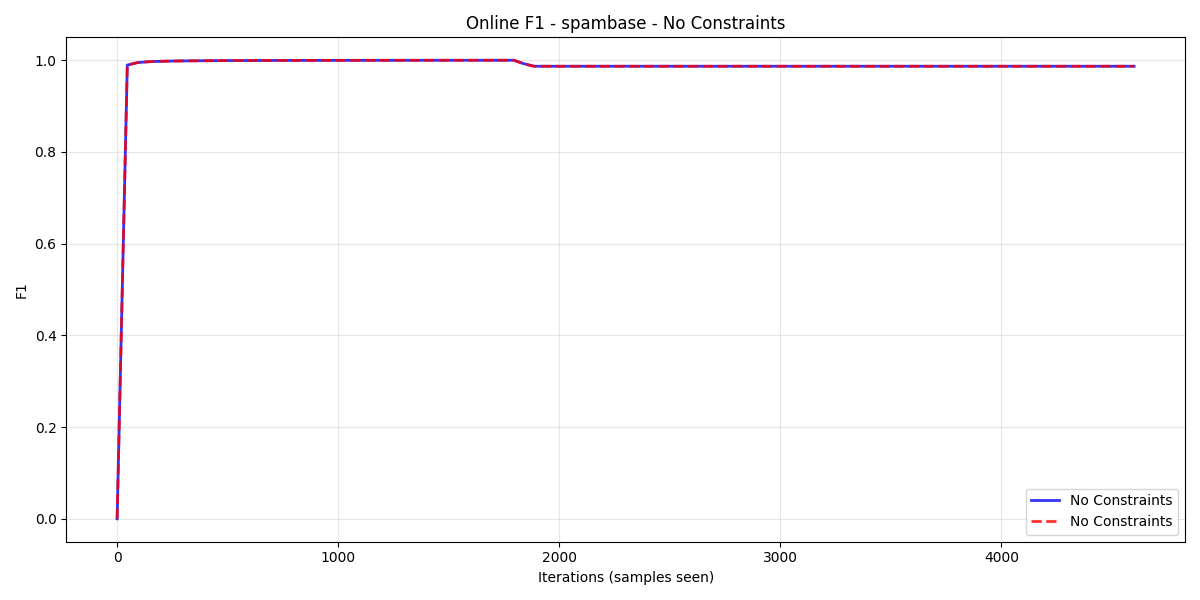 Online F1 - spambase - No Constraints
1.0
0.8
0.6
0.4
0.2
0.0
F1
0
1000
2000
3000
4000
Iterations (samples seen)
No Constraints
No Constraints